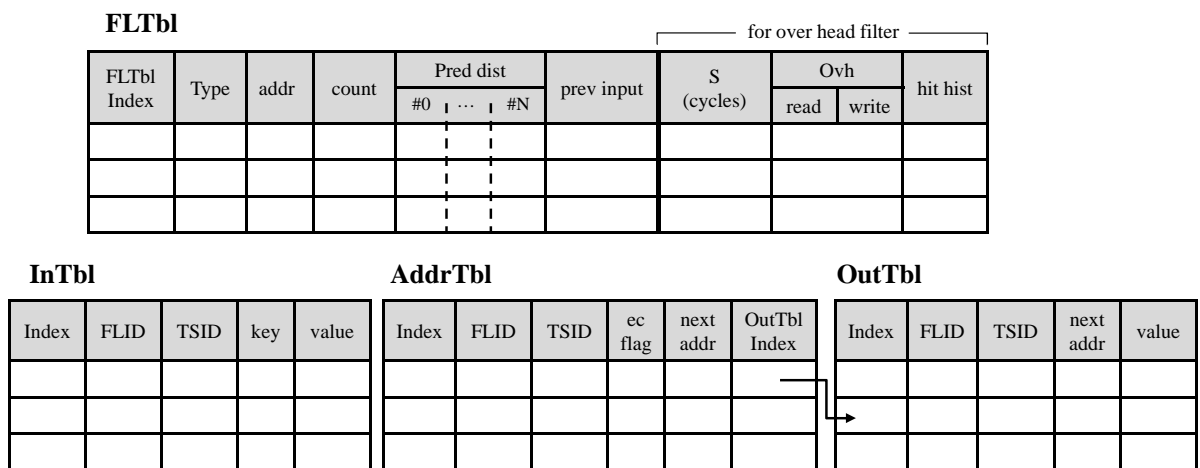 FLTbl
for over head filter
FLTbl Index Type addr count Pred dist #0 … #N prev input S (cycles) Ovh read write hit hist
InTbl
AddrTbl
OutTbl
Index FLID TSID key value
Index FLID TSID ec flag next addr OutTbl Index
Index FLID TSID next addr value